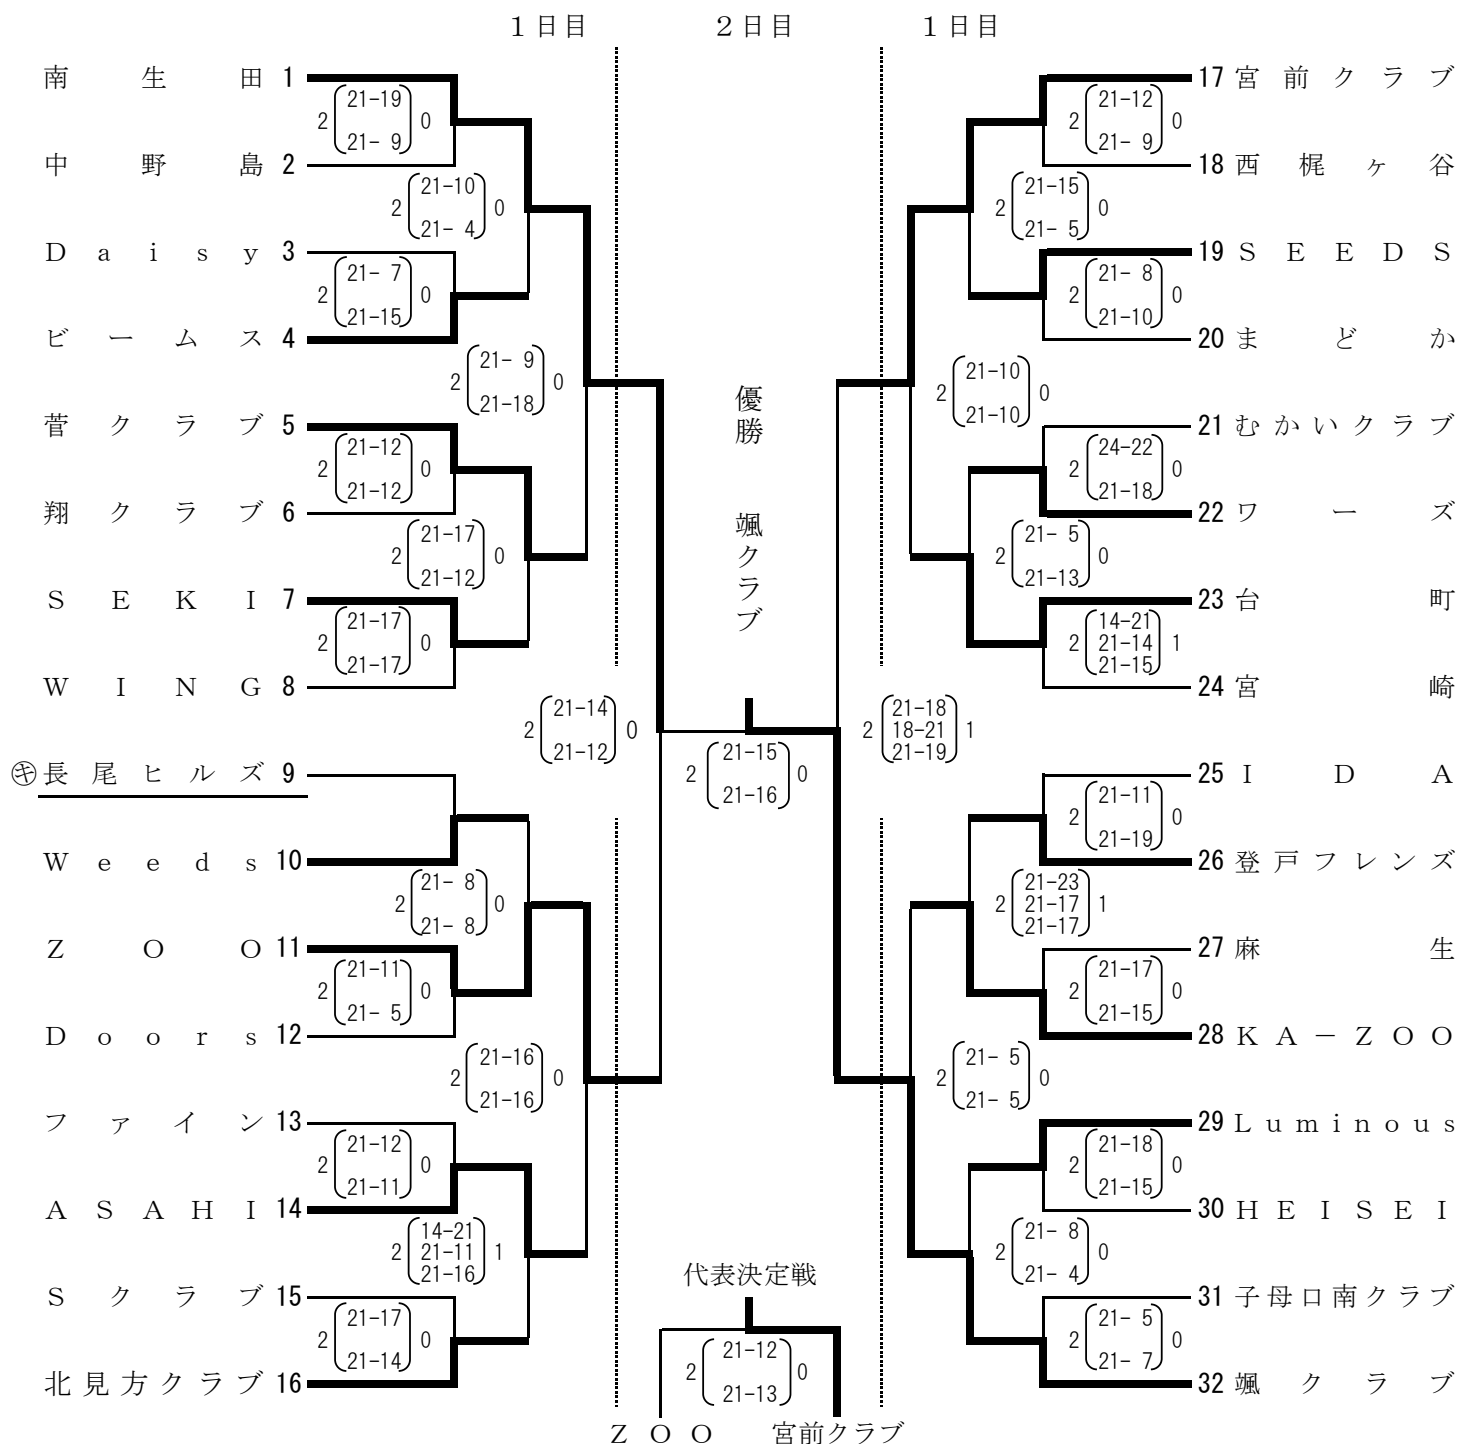 １日目 ２日目 １日目
南生田 1
2 21-19 0
21- 9
中野島 2
2 21-10 0
21- 4
Ｄａｉｓｙ 3
2 21- 7 0
21-15
ビームス 4
2 21- 9 0
21-18
菅クラブ 5
2 21-12 0
21-12
翔クラブ 6
2 21-17 0
21-12
ＳＥＫＩ 7
2 21-17 0
21-17
ＷＩＮＧ 8
2 21-14 0
21-12
㋖長尾ヒルズ 9
Ｗｅｅｄｓ 10
2 21- 8 0
21- 8
ＺＯＯ 11
2 21-11 0
21- 5
Ｄｏｏｒｓ 12
2 21-16 0
21-16
ファイン 13
2 21-12 0
21-11
ＡＳＡＨＩ 14
14-21
2 21-11 1
21-16
Ｓクラブ 15
2 21-17 0
21-14
北見方クラブ 16
優勝 颯クラブ
2 21-15 0
21-16
代表決定戦
2 21-12 0
21-13
ＺＯＯ 宮前クラブ
17 宮前クラブ
2 21-12 0
21- 9
18 西梶ヶ谷
2 21-15 0
21- 5
19 ＳＥＥＤＳ
2 21- 8 0
21-10
20 まどか
2 21-10 0
21-10
21 むかいクラブ
2 24-22 0
21-18
22 ワーズ
2 21- 5 0
21-13
23 台町
14-21
2 21-14 1
21-15
24 宮崎
21-18
2 18-21 1
21-19
25 ＩＤＡ
2 21-11 0
21-19
26 登戸フレンズ
21-23
2 21-17 1
21-17
27 麻生
2 21-17 0
21-15
28 ＫＡ－ＺＯＯ
2 21- 5 0
21- 5
29 Ｌｕｍｉｎｏｕｓ
2 21-18 0
21-15
30 ＨＥＩＳＥＩ
2 21- 8 0
21- 4
31 子母口南クラブ
2 21- 5 0
21- 7
32 颯クラブ